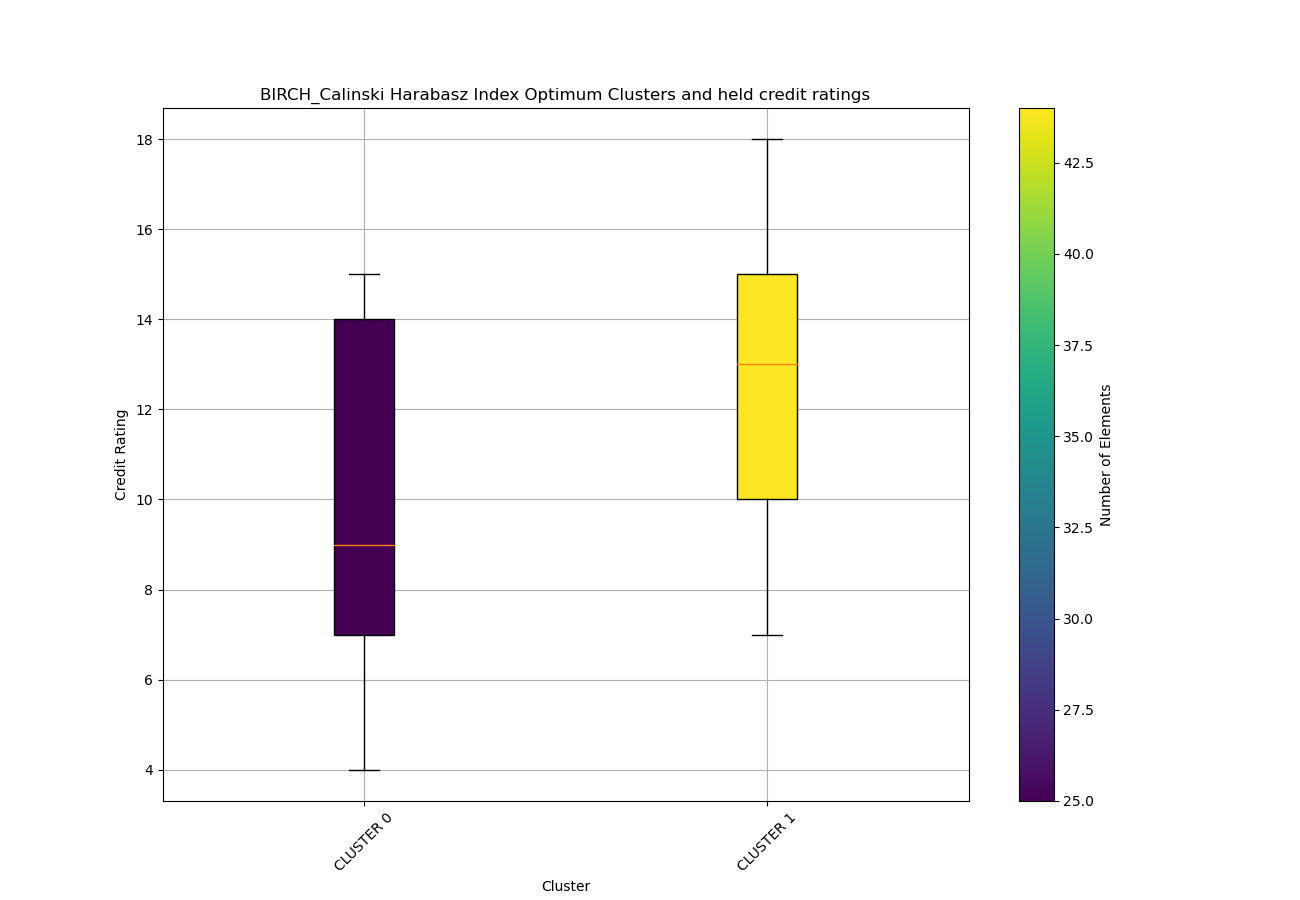 BIRCH_Calinski Harabasz Index Optimum Clusters and held credit ratings
18
16
14
12
10
8
6
4
Credit Rating
CLUSTER 0
CLUSTER 1
Cluster
42.5
40.0
37.5
35.0
32.5
30.0
27.5
25.0
Number of Elements